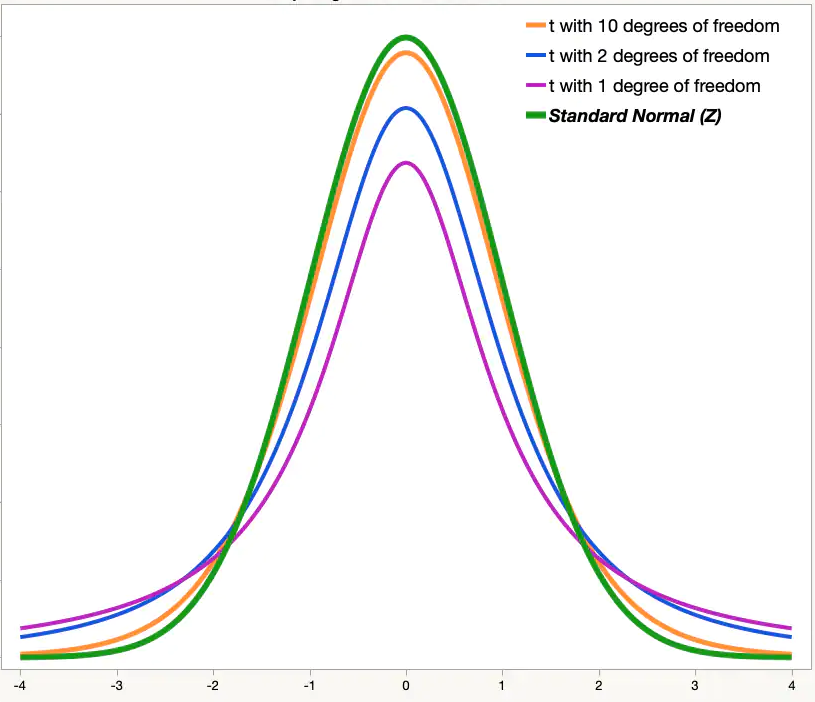 t with 10 degrees of freedom
t with 2 degrees of freedom
t with 1 degree of freedom
Standard Normal (Z)
-4 -3 -2 -1 0 1 2 3 4